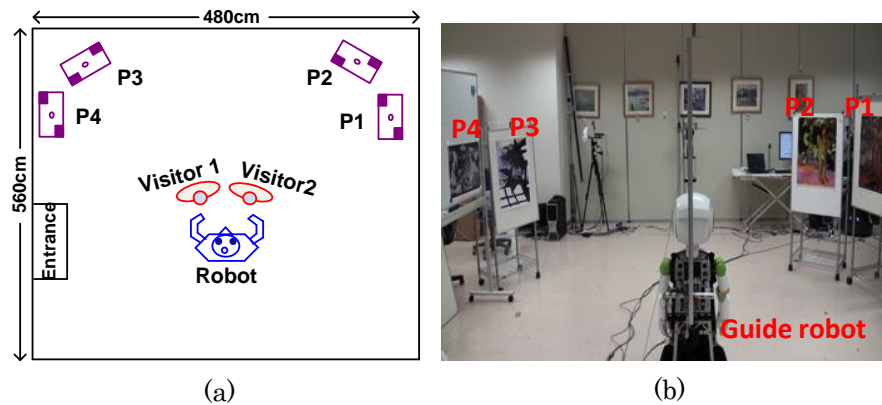 480cm
P3
P2
P4
P1
560cm
Visitor 1
Visitor2
Entrance
Robot
(a)
P4
P3
P2
P1
Guide robot
(b)